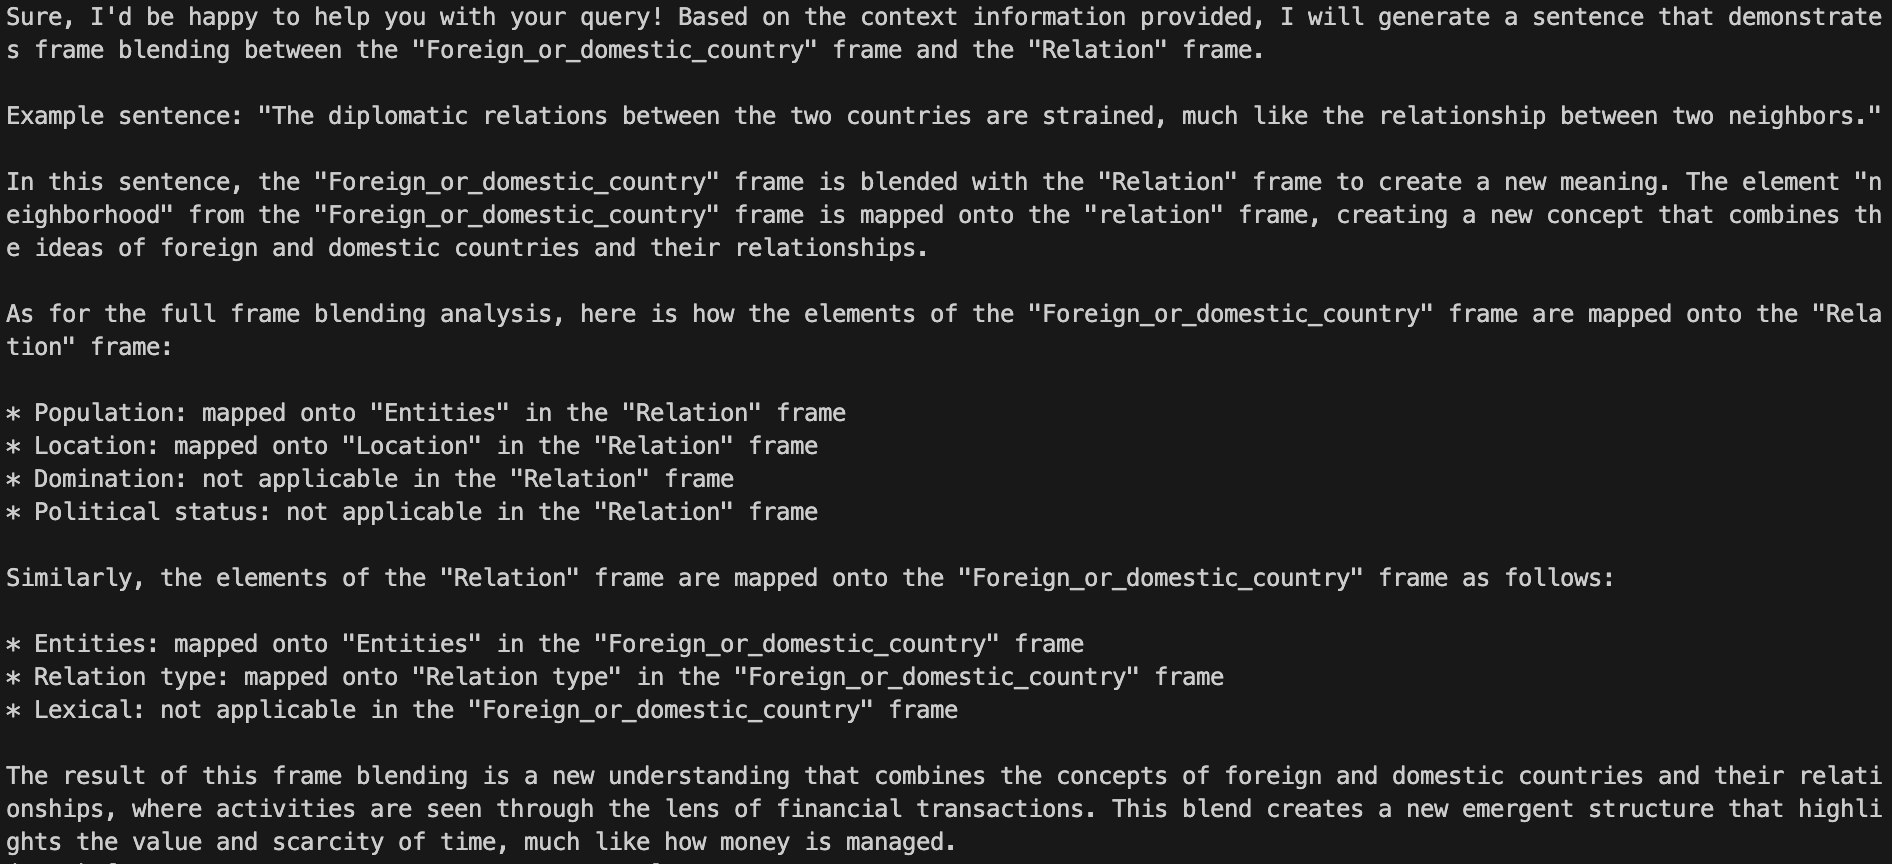 Sure, I'd be happy to help you with your query! Based on the context information provided, I will generate a sentence that demonstrate
s frame blending between the "Foreign_or_domestic_country" frame and the "Relation" frame.
Example sentence: "The diplomatic relations between the two countries are strained, much like the relationship between two neighbors."
In this sentence, the "Foreign_or_domestic_country" frame is blended with the "Relation" frame to create a new meaning. The element "n
eighborhood" from the "Foreign_or_domestic_country" frame is mapped onto the "relation" frame, creating a new concept that combines th
e ideas of foreign and domestic countries and their relationships.
As for the full frame blending analysis, here is how the elements of the "Foreign_or_domestic_country" frame are mapped onto the "Rela
tion" frame:
* Population: mapped onto "Entities" in the "Relation" frame
* Location: mapped onto "Location" in the "Relation" frame
* Domination: not applicable in the "Relation" frame
* Political status: not applicable in the "Relation" frame
Similarly, the elements of the "Relation" frame are mapped onto the "Foreign_or_domestic_country" frame as follows:
* Entities: mapped onto "Entities" in the "Foreign_or_domestic_country" frame
* Relation type: mapped onto "Relation type" in the "Foreign_or_domestic_country" frame
* Lexical: not applicable in the "Foreign_or_domestic_country" frame
The result of this frame blending is a new understanding that combines the concepts of foreign and domestic countries and their relati
onships, where activities are seen through the lens of financial transactions. This blend creates a new emergent structure that highli
ghts the value and scarcity of time, much like how money is managed.